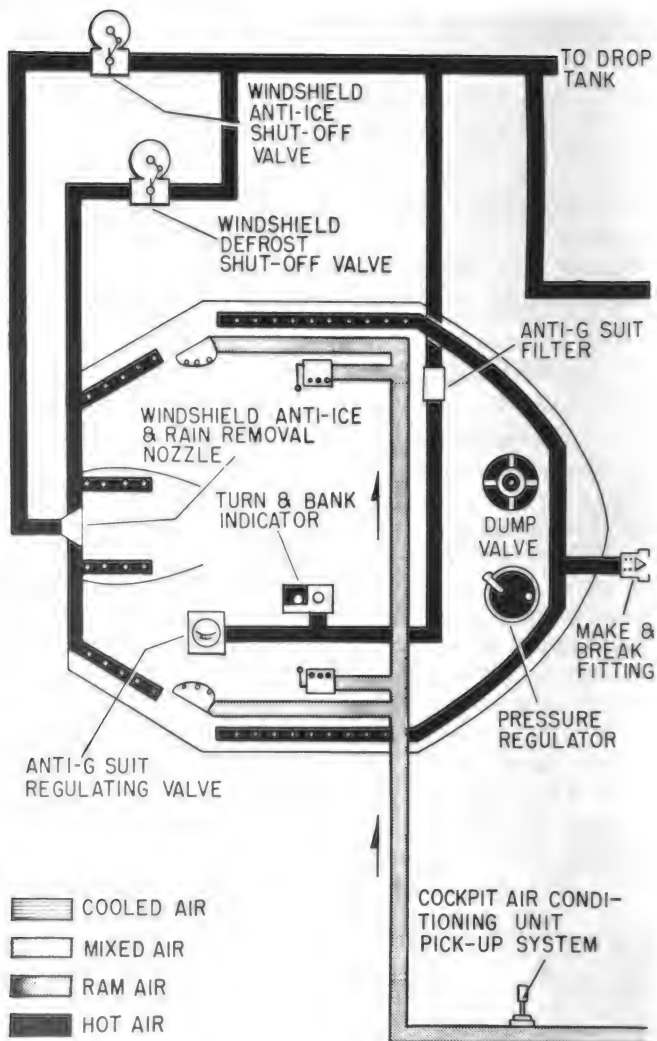 TO DROP
TANK
WINDSHIELD
ANTI-ICE
SHUT-OFF
VALVE
WINDSHIELD
DEFROST
SHUT-OFF VALVE
ANTI-G SUIT
FILTER
WINDSHIELD ANTI-ICE
& RAIN REMOVAL
NOZZLE
TURN & BANK
INDICATOR
DUMP
VALVE
MAKE &
BREAK
FITTING
PRESSURE
REGULATOR
ANTI-G SUIT
REGULATING VALVE
COOLED AIR
MIXED AIR
RAM AIR
HOT AIR
COCKPIT AIR CONDI-
TIONING UNIT
PICK-UP SYSTEM